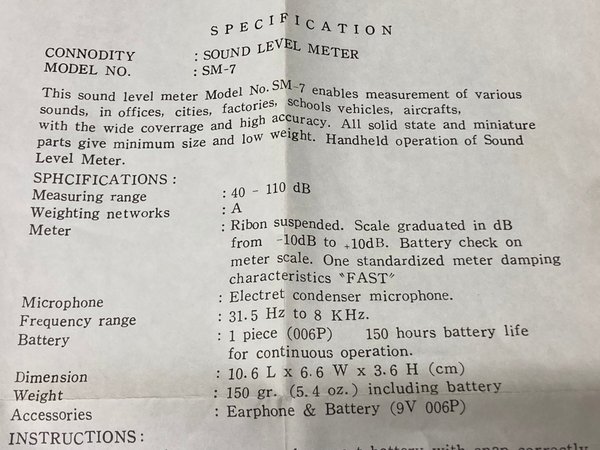 SPECIFICATION
CONNODITY : SOUND LEVEL METER
MODEL NO. : SM-7
This sound level meter Model No. SM-7 enables measurement of various
sounds, in offices, cities, factories, schools vehicles, aircrafts,
with the wide coverrage and high accuracy. All solid state and miniature
parts give minimum size and low weight. Handheld operation of Sound
Level Meter.
SPHCIFICATIONS :
Measuring range : 40 - 110 dB
Weighting networks : A
Meter : Ribon suspended. Scale graduated in dB
from -10dB to +10dB. Battery check on
meter scale. One standardized meter damping
characteristics "FAST"
Microphone : Electret condenser microphone.
Frequency range : 31.5 Hz to 8 KHz.
Battery : 1 piece (006P) 150 hours battery life
for continuous operation.
Dimension : 10.6 L x 6.6 W x 3.6 H (cm)
Weight : 150 gr. (5.4 oz.) including battery
Accessories : Earphone & Battery (9V 006P)
INSTRUCTIONS :
battery with snap correctly